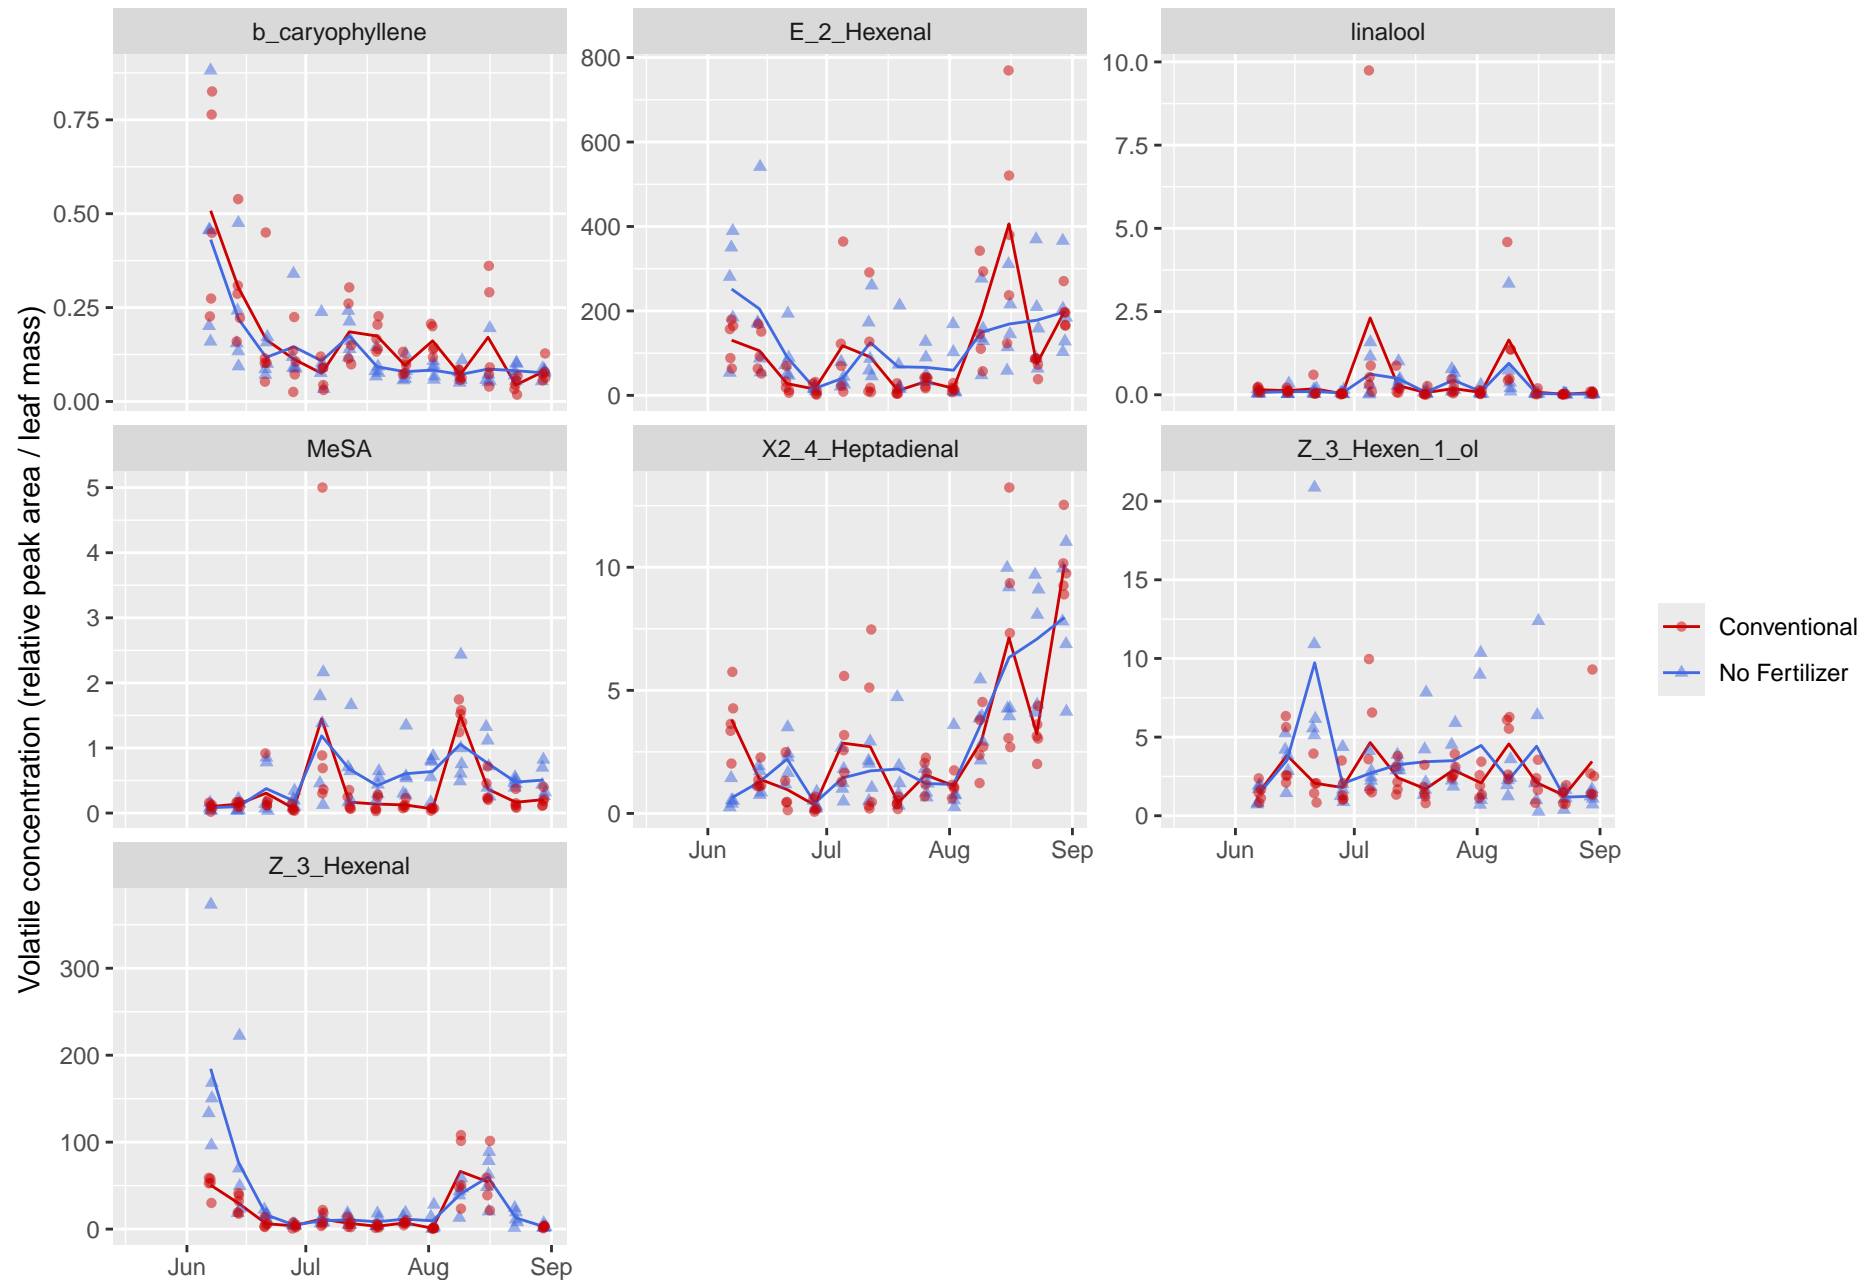 b_caryophyllene
E_2_Hexenal
linalool
0.75
0.50
0.25
0.00
800
600
400
200
0
10.0
7.5
5.0
2.5
0.0
MeSA
X2_4_Heptadienal
Z_3_Hexen_1_ol
5
4
3
2
1
0
10
5
0
20
15
10
5
0
Jun Jul Aug Sep
Jun Jul Aug Sep
Z_3_Hexenal
300
200
100
0
Jun Jul Aug Sep
Volatile concentration (relative peak area / leaf mass)
Conventional
No Fertilizer